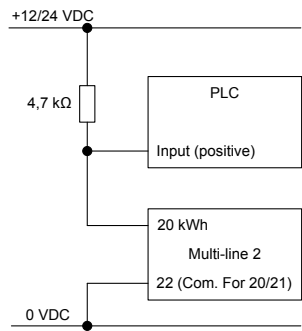 +12/24 VDC
4,7 kΩ
PLC
Input (positive)
20 kWh
Multi-line 2
22 (Com. For 20/21)
0 VDC